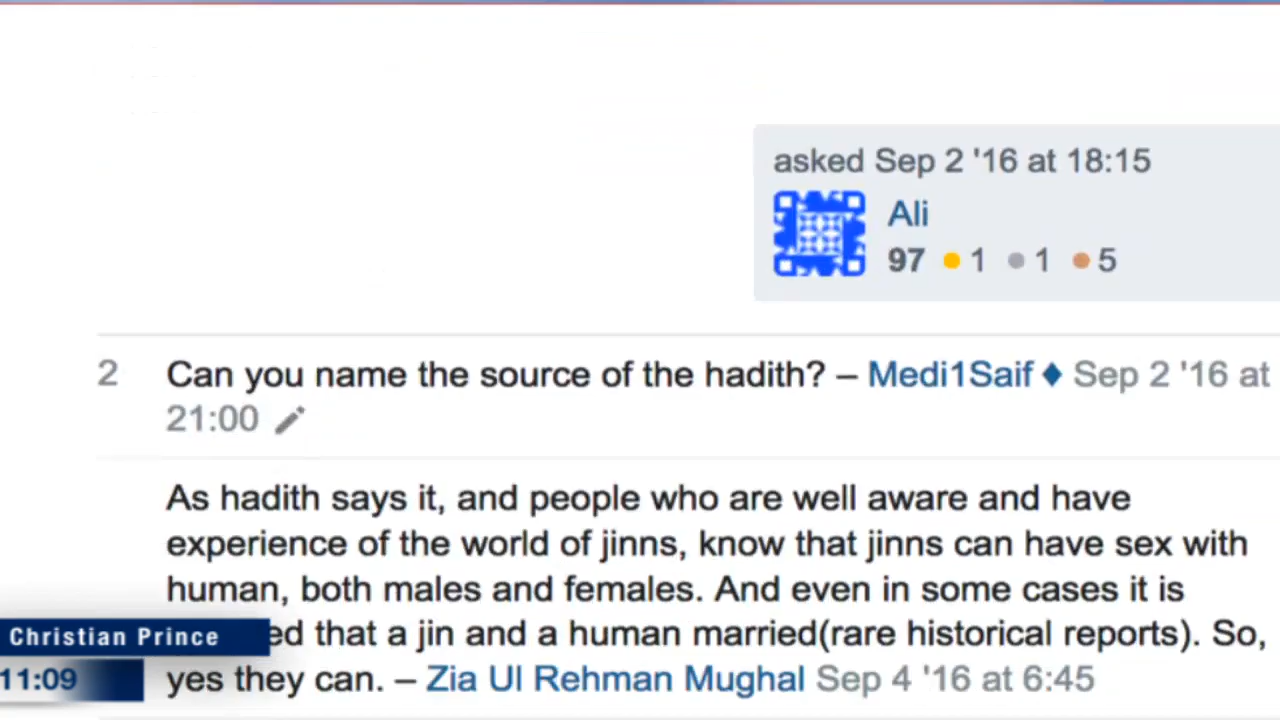 asked Sep 2 '16 at 18:15
Ali
97 1 1 5
2 Can you name the source of the hadith? – Medi1Saif ♦ Sep 2 '16 at
21:00
As hadith says it, and people who are well aware and have
experience of the world of jinns, know that jinns can have sex with
human, both males and females. And even in some cases it is
that a jin and a human married(rare historical reports). So,
yes they can. – Zia Ul Rehman Mughal Sep 4 '16 at 6:45
Christian Prince
11:09